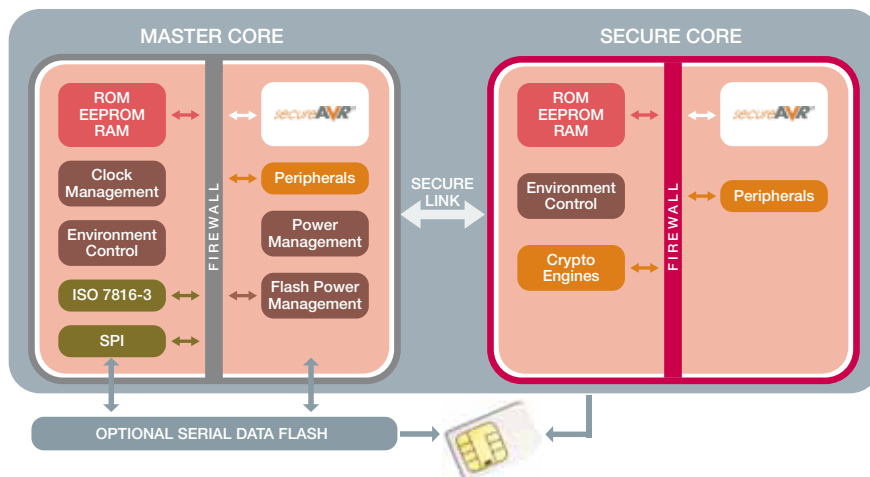 MASTER CORE
ROM
EEPROM
RAM
secureAVR
Clock
Management
Peripherals
Environment
Control
Power
Management
ISO 7816-3
Flash Power
Management
SPI
FIREWALL
SECURE
LINK
SECURE CORE
ROM
EEPROM
RAM
secureAVR
Environment
Control
Peripherals
Crypto
Engines
FIREWALL
OPTIONAL SERIAL DATA FLASH